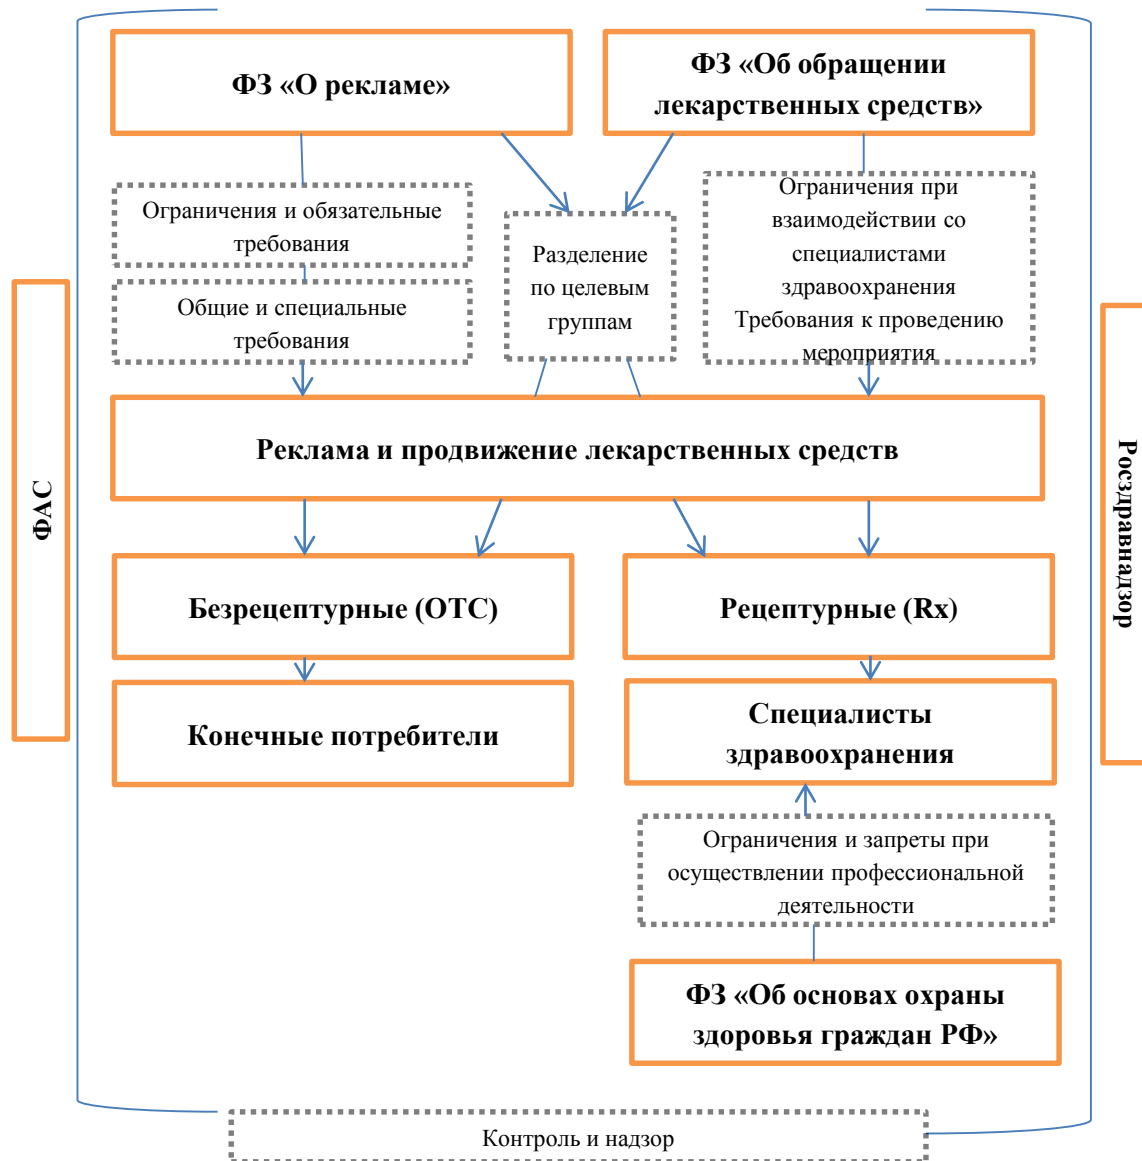 ФЗ «О рекламе»
ФЗ «Об обращении
лекарственных средств»
Ограничения и обязательные
требования
Общие и специальные
требования
Разделение
по целевым
группам
Ограничения при
взаимодействии со
специалистами
здравоохранения
Требования к проведению
мероприятия
ФАС
Росздравнадзор
Реклама и продвижение лекарственных средств
Безрецептурные (ОТС)
Рецептурные (Rx)
Конечные потребители
Специалисты
здравоохранения
Ограничения и запреты при
осуществлении профессиональной
деятельности
ФЗ «Об основах охраны
здоровья граждан РФ»
Контроль и надзор